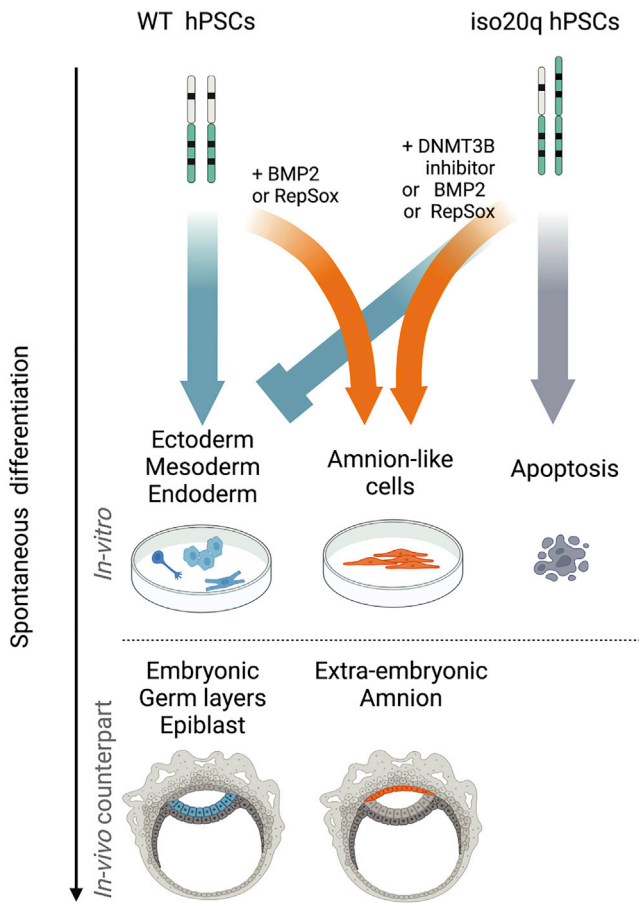 WT hPSCs
iso20q hPSCs
+ BMP2
or RepSox
+ DNMT3B
inhibitor
or BMP2
or RepSox
Spontaneous differentiation
In-vitro
Ectoderm
Mesoderm
Endoderm
Amnion-like
cells
Apoptosis
In-vivo counterpart
Embryonic
Germ layers
Epiblast
Extra-embryonic
Amnion